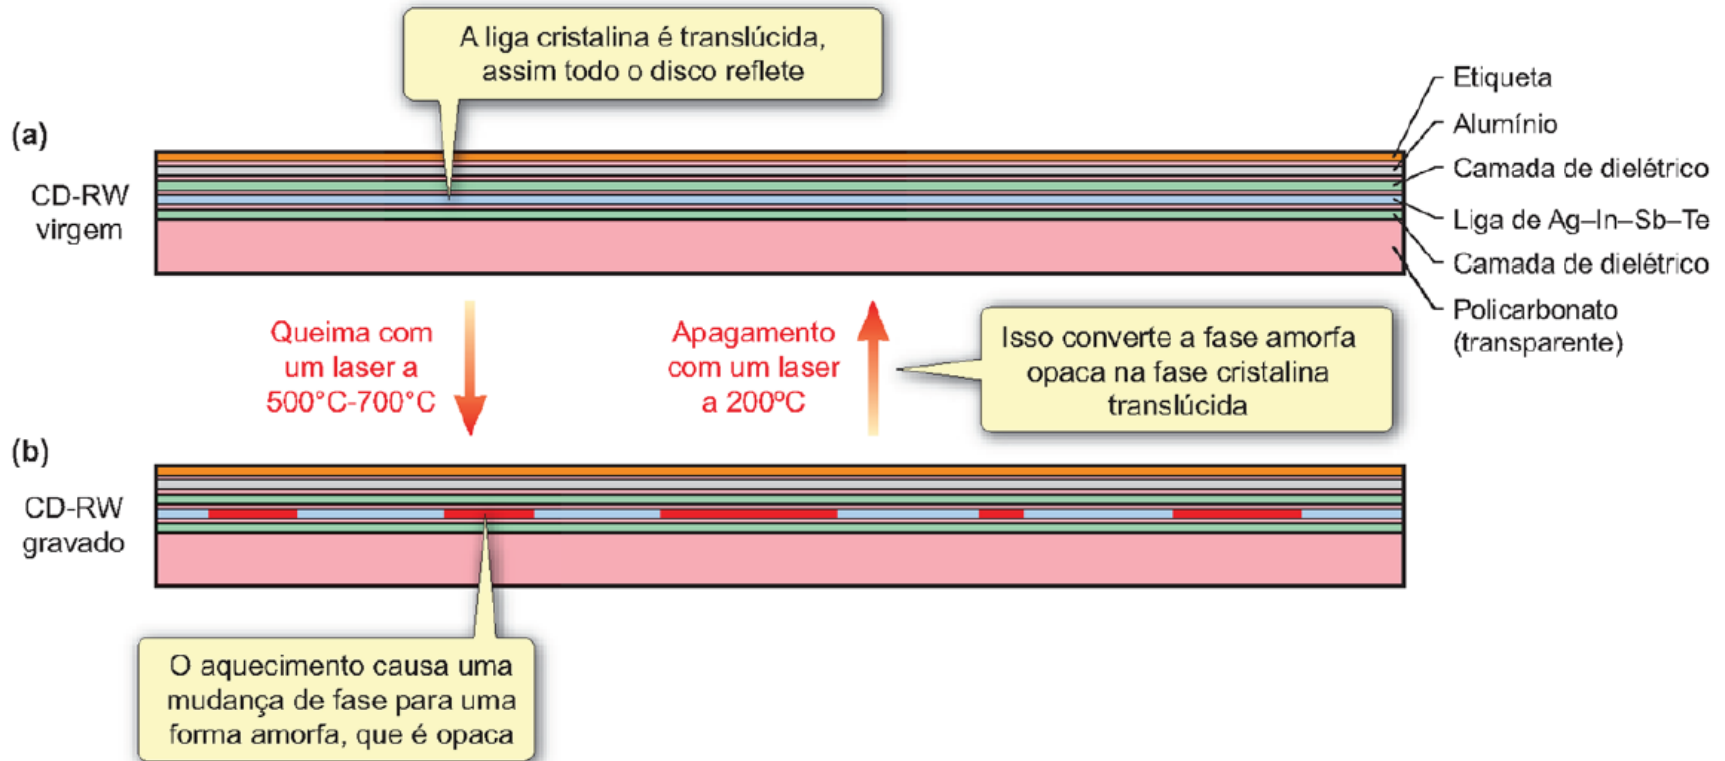 A liga cristalina é translúcida,
assim todo o disco reflete
(a)
CD-RW
virgem
Etiqueta
Alumínio
Camada de dielétrico
Liga de Ag–In–Sb–Te
Camada de dielétrico
Policarbonato
(transparente)
Queima com
um laser a
500°C-700°C
Apagamento
com um laser
a 200ºC
Isso converte a fase amorfa
opaca na fase cristalina
translúcida
(b)
CD-RW
gravado
O aquecimento causa uma
mudança de fase para uma
forma amorfa, que é opaca